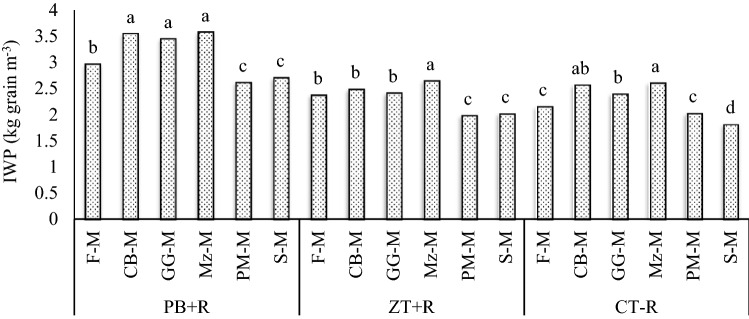 IWP (kg grain m-3)
4
3.5
3
2.5
2
1.5
1
0.5
0
b a a a c c b b b a c c c ab b a c d
F-M CB-M GG-M Mz-M PM-M S-M F-M CB-M GG-M Mz-M PM-M S-M F-M CB-M GG-M Mz-M PM-M S-M
PB+R ZT+R CT-R